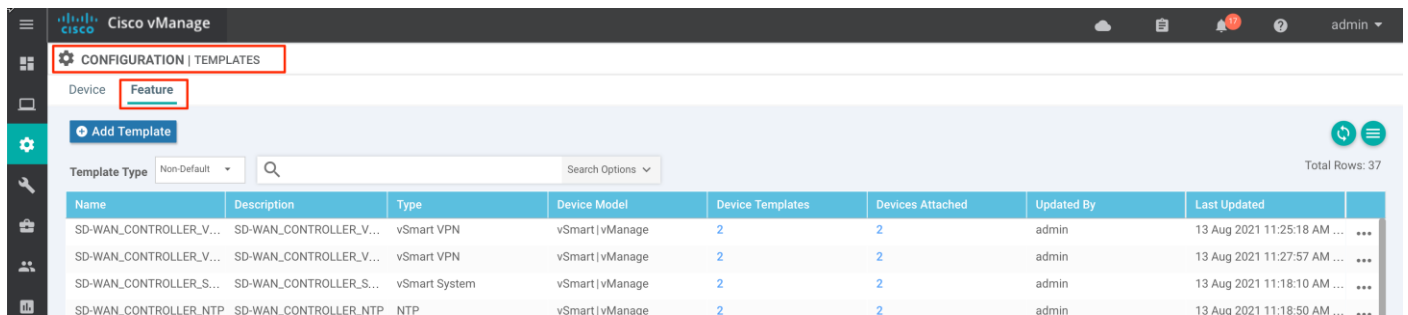 cisco Cisco vManage 17 admin
CONFIGURATION | TEMPLATES
Device Feature
Add Template
Template Type Non-Default Search Options Total Rows: 37
Name Description Type Device Model Device Templates Devices Attached Updated By Last Updated
SD-WAN_CONTROLLER_V... SD-WAN_CONTROLLER_V... vSmart VPN vSmart|vManage 2 2 admin 13 Aug 2021 11:25:18 AM ... ...
SD-WAN_CONTROLLER_V... SD-WAN_CONTROLLER_V... vSmart VPN vSmart|vManage 2 2 admin 13 Aug 2021 11:27:57 AM ... ...
SD-WAN_CONTROLLER_S... SD-WAN_CONTROLLER_S... vSmart System vSmart|vManage 2 2 admin 13 Aug 2021 11:18:10 AM ... ...
SD-WAN_CONTROLLER_NTP SD-WAN_CONTROLLER_NTP NTP vSmart|vManage 2 2 admin 13 Aug 2021 11:18:50 AM ... ...